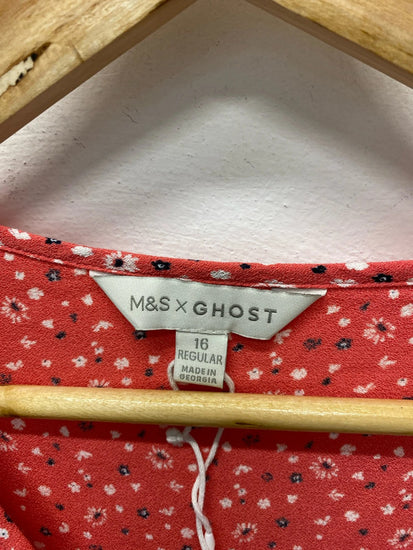 M&S × GHOST
16
REGULAR
MADE IN
GEORGIA